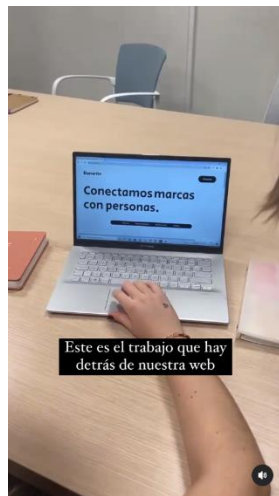 Conectamos marcas
con personas.
Este es el trabajo que hay
detrás de nuestra web